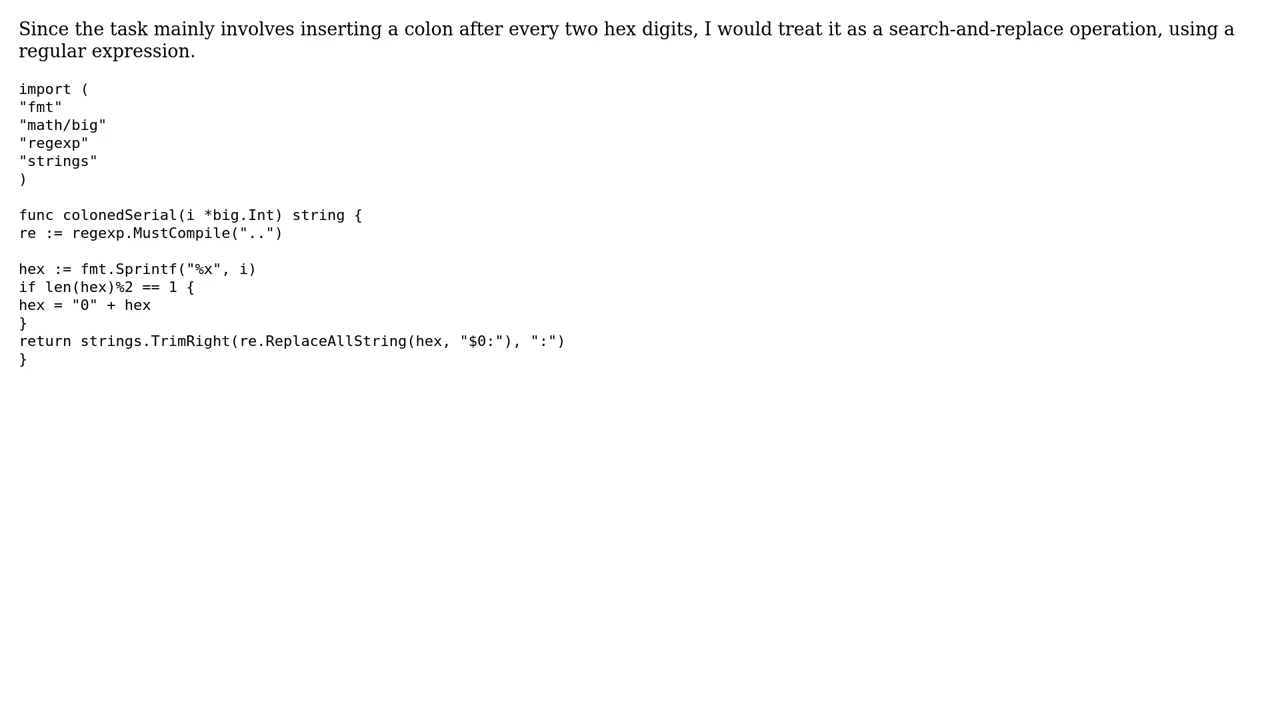 Since the task mainly involves inserting a colon after every two hex digits, I would treat it as a search-and-replace operation, using a
regular expression.
import (
"fmt"
"math/big"
"regexp"
"strings"
)
func colonedSerial(i *big.Int) string {
re := regexp.MustCompile("..")
hex := fmt.Sprintf("%x", i)
if len(hex)%2 == 1 {
hex = "0" + hex
}
return strings.TrimRight(re.ReplaceAllString(hex, "$0:"), ":")
}